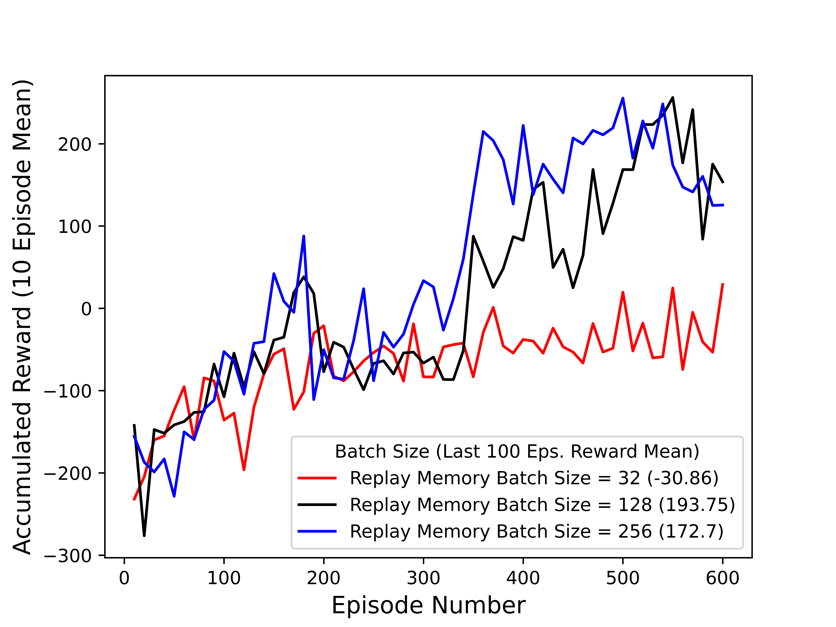 Accumulated Reward (10 Episode Mean)
200
100
0
−100
−200
−300
Batch Size (Last 100 Eps. Reward Mean)
Replay Memory Batch Size = 32 (-30.86)
Replay Memory Batch Size = 128 (193.75)
Replay Memory Batch Size = 256 (172.7)
0 100 200 300 400 500 600
Episode Number